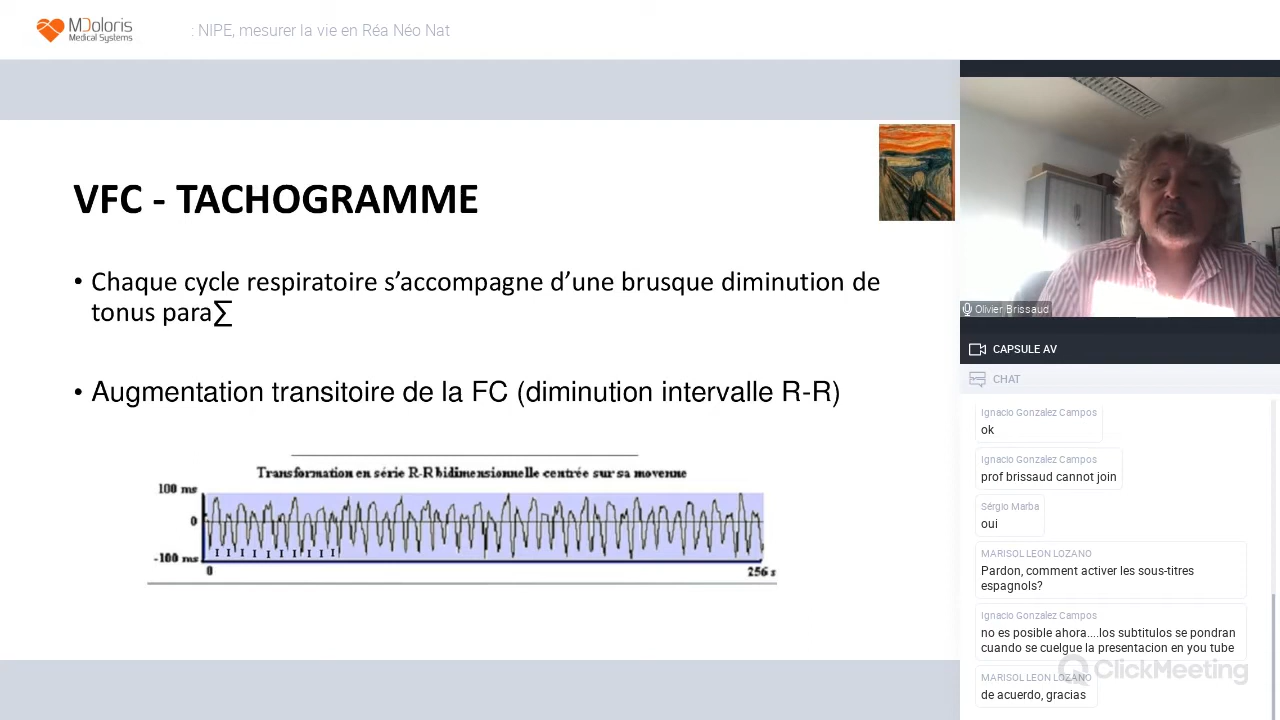 MDoloris
Medical Systems
: NIPE, mesurer la vie en Réa Néo Nat
VFC - TACHOGRAMME
• Chaque cycle respiratoire s’accompagne d’une brusque diminution de
tonus para∑
• Augmentation transitoire de la FC (diminution intervalle R-R)
Transformation en série R-R bidimensionnelle centrée sur sa moyenne
100 ms
0
-100 ms
0
256 s
I I I I I I I I I I
Olivier Brissaud
CAPSULE AV
CHAT
Ignacio Gonzalez Campos
ok
Ignacio Gonzalez Campos
prof brissaud cannot join
Sérgio Marba
oui
MARISOL LEON LOZANO
Pardon, comment activer les sous-titres
espagnols?
Ignacio Gonzalez Campos
no es posible ahora....los subtitulos se pondran
cuando se cuelgue la presentacion en you tube
ClickMeeting
MARISOL LEON LOZANO
de acuerdo, gracias